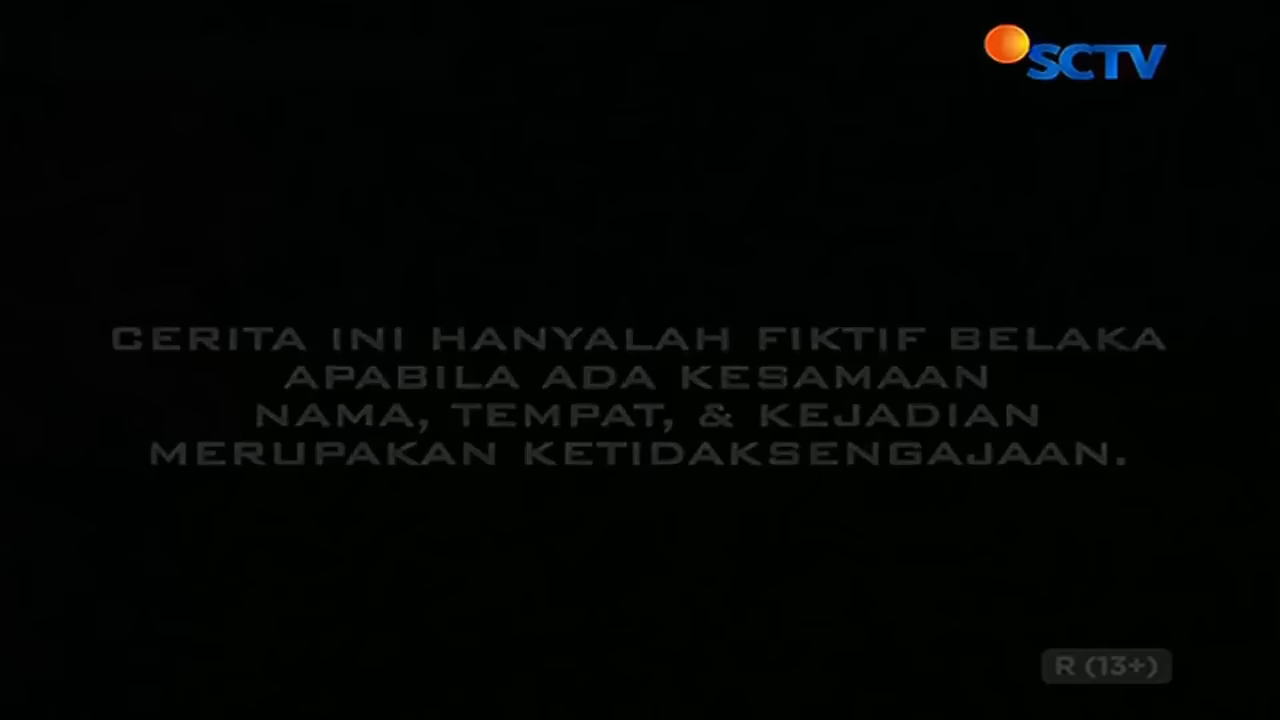 SCTV
CERITA INI HANYALAH FIKTIF BELAKA
APABILA ADA KESAMAAN
NAMA, TEMPAT, & KEJADIAN
MERUPAKAN KETIDAKSENGAJAAN.
R (13+)